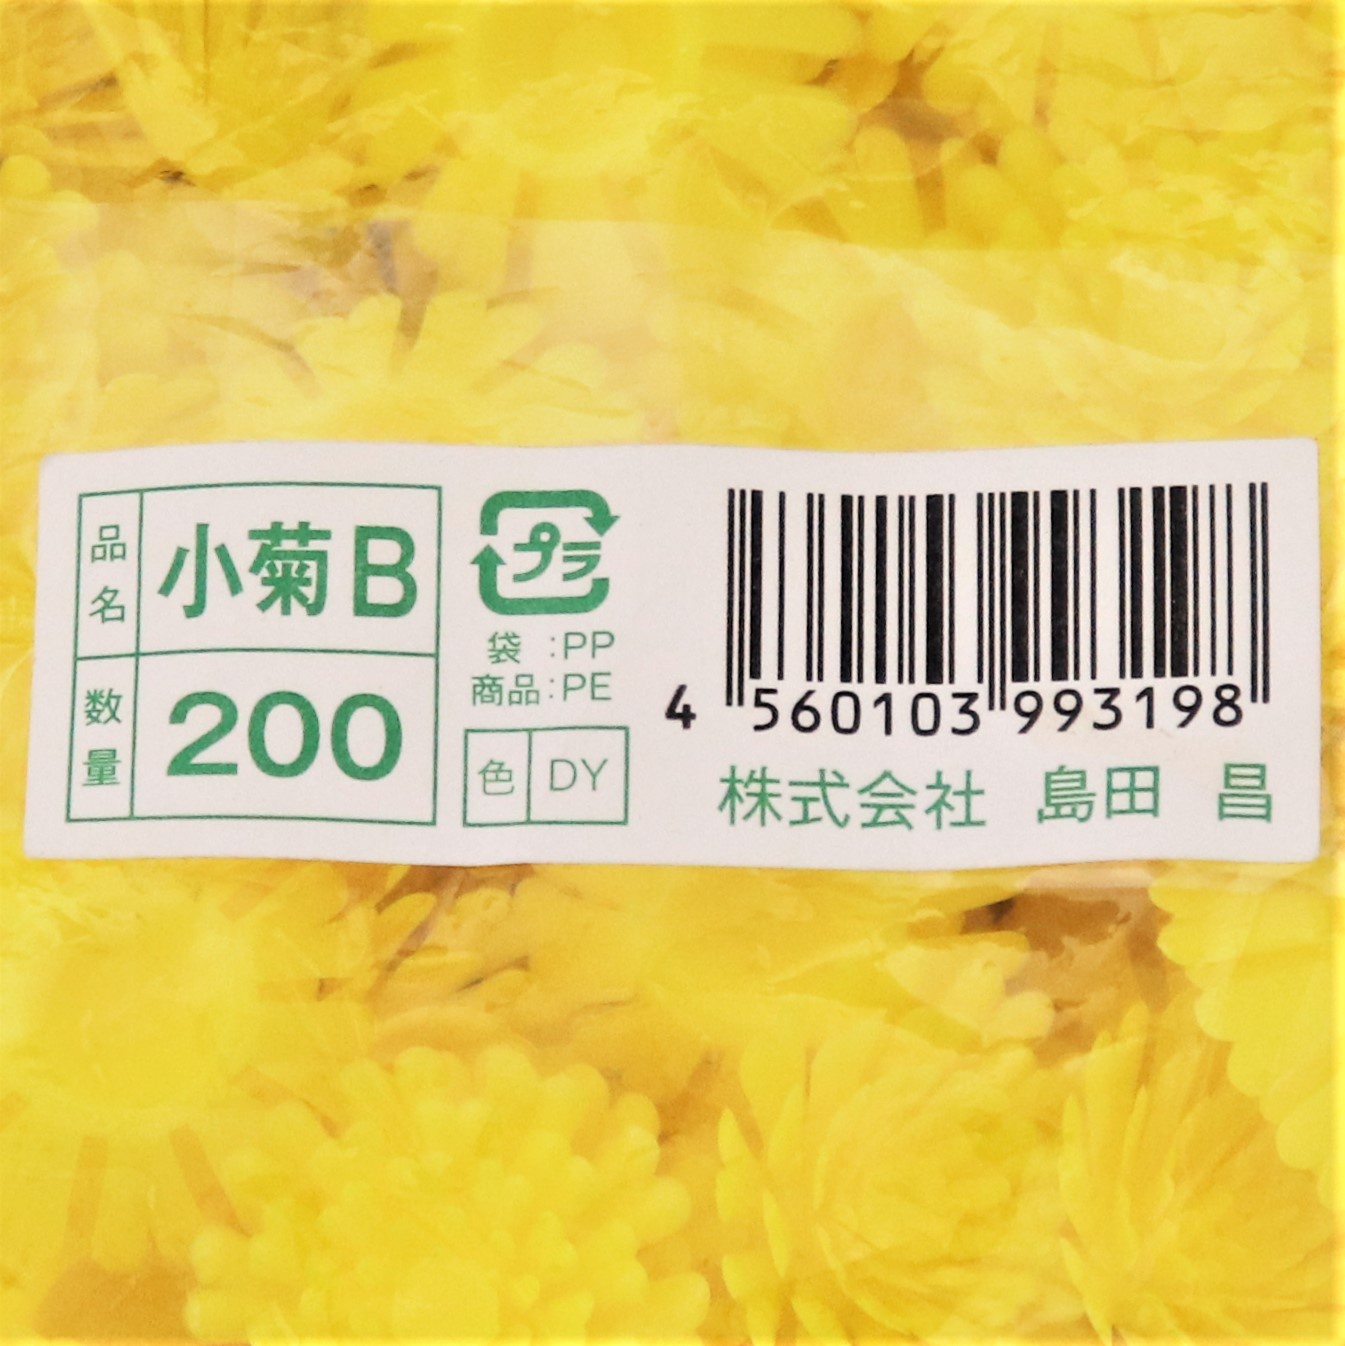 品名 小菊B
数量 200
プラ
袋 :PP
商品:PE
色 DY
4 560103 993198
株式会社 島田 昌